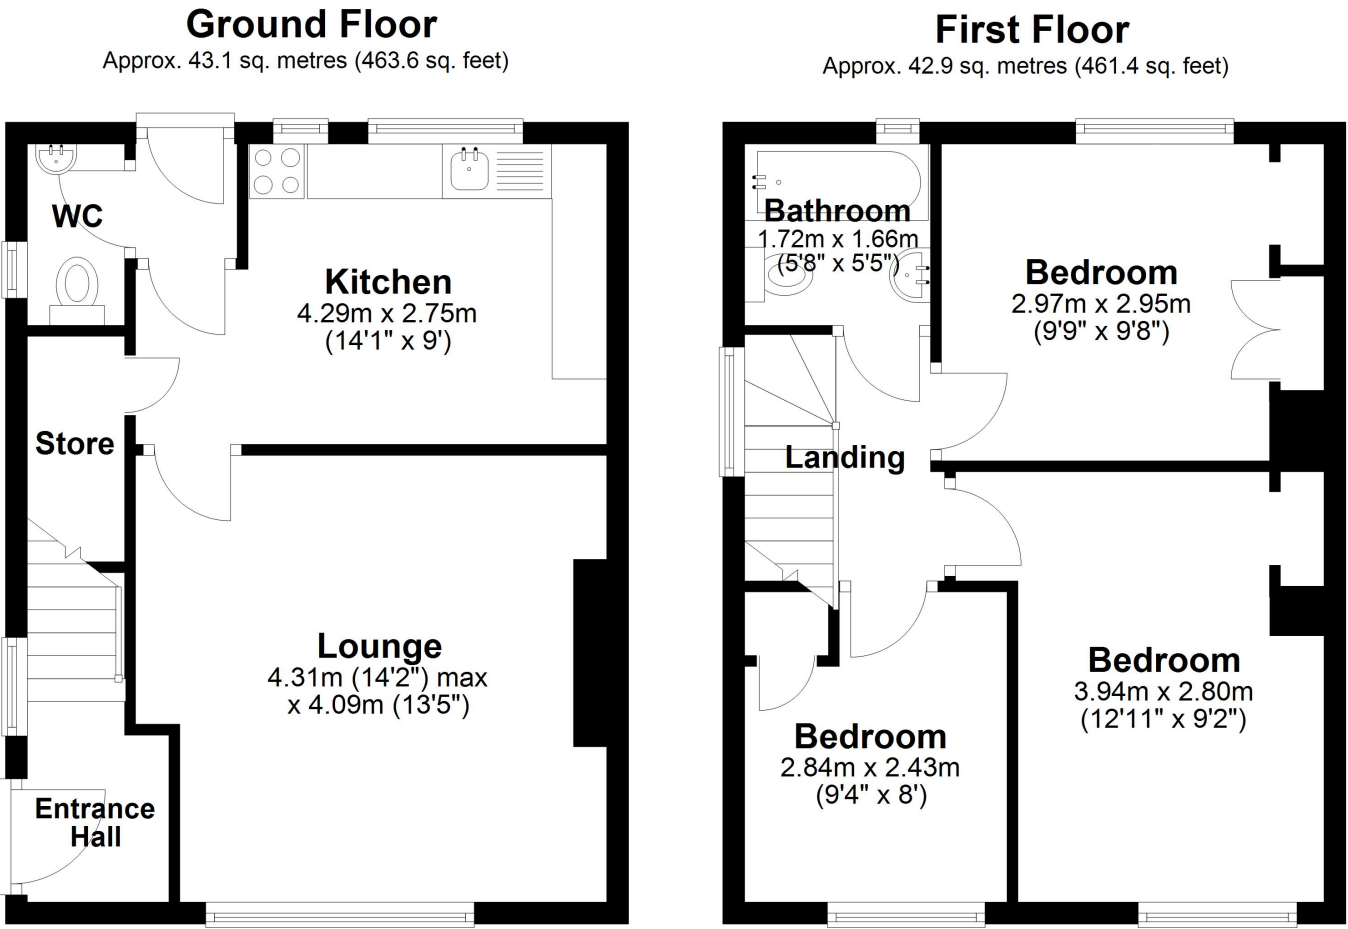 Ground Floor
Approx. 43.1 sq. metres (463.6 sq. feet)
WC
Kitchen
4.29m x 2.75m
(14'1" x 9')
Store
Lounge
4.31m (14'2") max
x 4.09m (13'5")
Entrance
Hall
First Floor
Approx. 42.9 sq. metres (461.4 sq. feet)
Bathroom
1.72m x 1.66m
(5'8" x 5'5")
Bedroom
2.97m x 2.95m
(9'9" x 9'8")
Landing
Bedroom
3.94m x 2.80m
(12'11" x 9'2")
Bedroom
2.84m x 2.43m
(9'4" x 8')